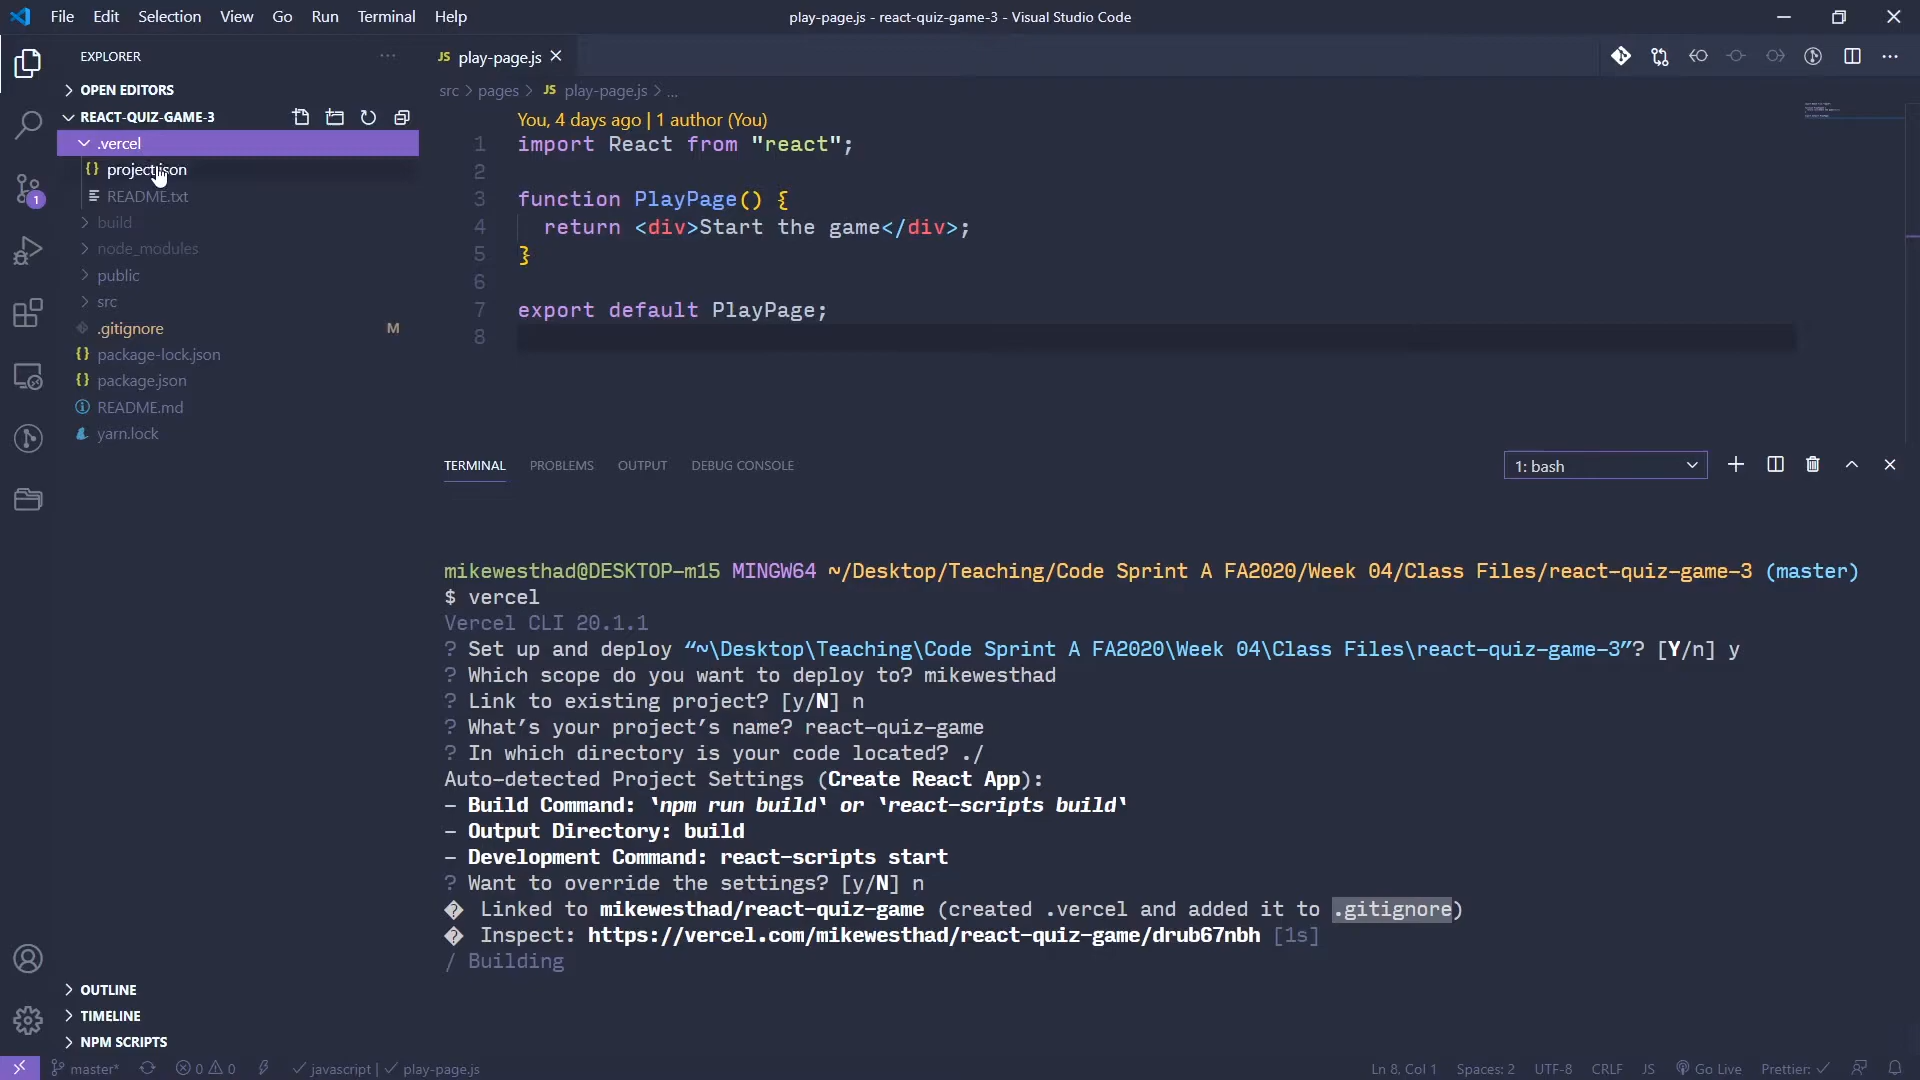 File Edit Selection View Go Run Terminal Help
play-page.js - react-quiz-game-3 - Visual Studio Code
EXPLORER
OPEN EDITORS
REACT-QUIZ-GAME-3
.vercel
project.json
README.txt
build
node_modules
public
src
.gitignore M
package-lock.json
package.json
README.md
yarn.lock
OUTLINE
TIMELINE
NPM SCRIPTS
1
JS play-page.js
src > pages > JS play-page.js > ...
You, 4 days ago | 1 author (You)
1 import React from "react";
2
3 function PlayPage() {
4 return <div>Start the game</div>;
5 }
6
7 export default PlayPage;
8
TERMINAL PROBLEMS OUTPUT DEBUG CONSOLE
1: bash
mikewesthad@DESKTOP-m15 MINGW64 ~/Desktop/Teaching/Code Sprint A FA2020/Week 04/Class Files/react-quiz-game-3 (master)
$ vercel
Vercel CLI 20.1.1
? Set up and deploy “~\Desktop\Teaching\Code Sprint A FA2020\Week 04\Class Files\react-quiz-game-3”? [Y/n] y
? Which scope do you want to deploy to? mikewesthad
? Link to existing project? [y/N] n
? What’s your project’s name? react-quiz-game
? In which directory is your code located? ./
Auto-detected Project Settings (Create React App):
- Build Command: `npm run build` or `react-scripts build`
- Output Directory: build
- Development Command: react-scripts start
? Want to override the settings? [y/N] n
� Linked to mikewesthad/react-quiz-game (created .vercel and added it to .gitignore)
� Inspect: https://vercel.com/mikewesthad/react-quiz-game/drub67nbh [1s]
/ Building
master* 0 0 javascript | play-page.js
Ln 8, Col 1 Spaces: 2 UTF-8 CRLF JS Go Live Prettier: ✓